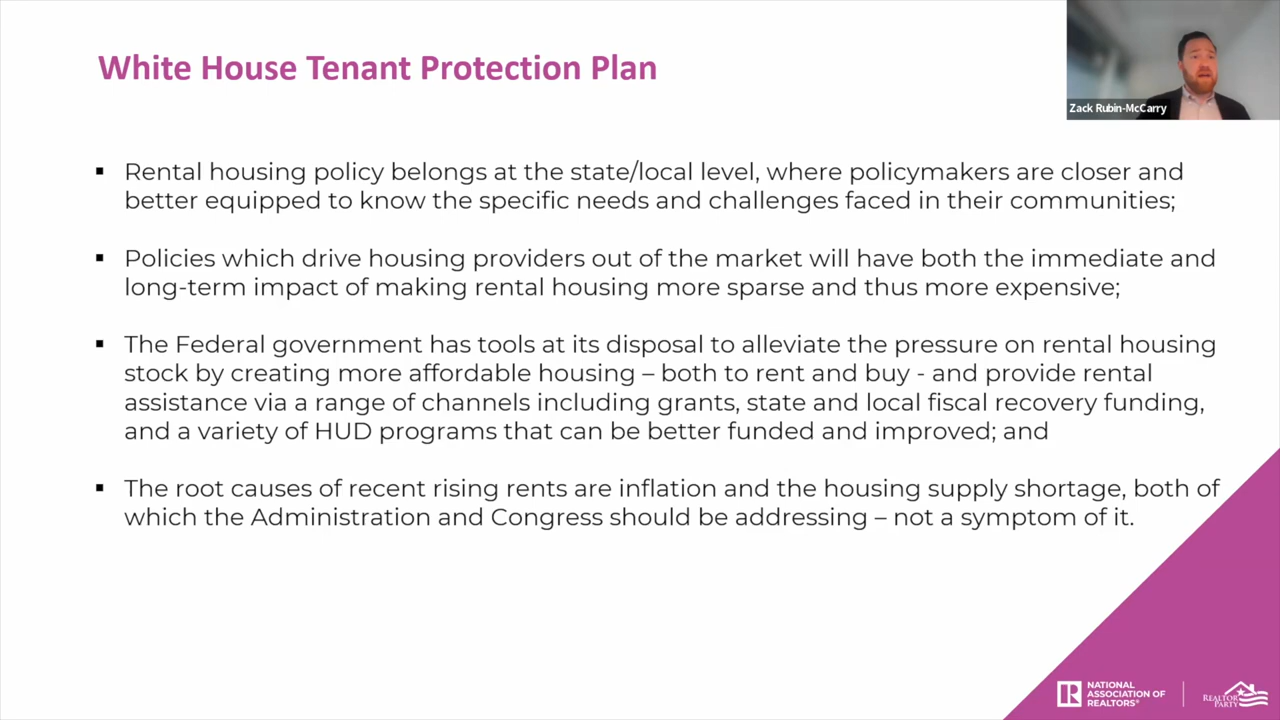 White House Tenant Protection Plan
Zack Rubin-McCarry
▪ Rental housing policy belongs at the state/local level, where policymakers are closer and
better equipped to know the specific needs and challenges faced in their communities;
▪ Policies which drive housing providers out of the market will have both the immediate and
long-term impact of making rental housing more sparse and thus more expensive;
▪ The Federal government has tools at its disposal to alleviate the pressure on rental housing
stock by creating more affordable housing – both to rent and buy - and provide rental
assistance via a range of channels including grants, state and local fiscal recovery funding,
and a variety of HUD programs that can be better funded and improved; and
▪ The root causes of recent rising rents are inflation and the housing supply shortage, both of
which the Administration and Congress should be addressing – not a symptom of it.
R
NATIONAL
ASSOCIATION OF
REALTORS®
REALTOR
PARTY